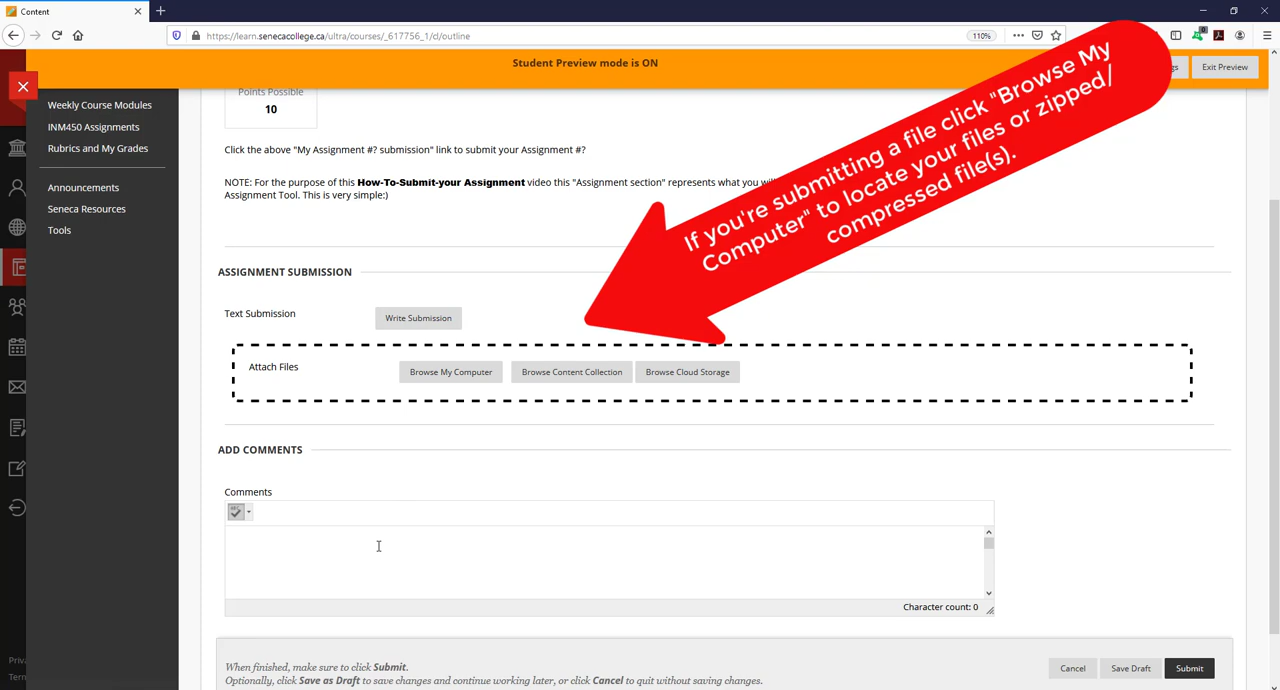 Content
https://learn.senecacollege.ca/ultra/courses/_617756_1/cl/outline
110%
Student Preview mode is ON
Exit Preview
Weekly Course Modules
INM450 Assignments
Rubrics and My Grades
Announcements
Seneca Resources
Tools
Points Possible
10
Click the above "My Assignment #? submission" link to submit your Assignment #?
NOTE: For the purpose of this How-To-Submit-your Assignment video this "Assignment section" represents what you
Assignment Tool. This is very simple:)
If you're submitting a file click "Browse My
Computer" to locate your files or zipped/
compressed file(s).
ASSIGNMENT SUBMISSION
Text Submission
Write Submission
Attach Files
Browse My Computer
Browse Content Collection
Browse Cloud Storage
ADD COMMENTS
Comments
Character count: 0
When finished, make sure to click Submit.
Optionally, click Save as Draft to save changes and continue working later, or click Cancel to quit without saving changes.
Cancel
Save Draft
Submit